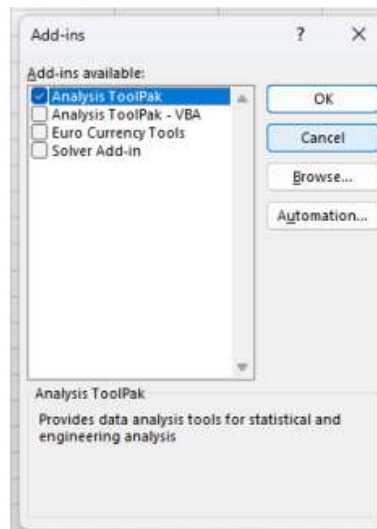 Add-ins
?
Add-ins available:
Analysis ToolPak
Analysis ToolPak - VBA
Euro Currency Tools
Solver Add-in
OK
Cancel
Browse...
Automation...
Analysis ToolPak
Provides data analysis tools for statistical and
engineering analysis